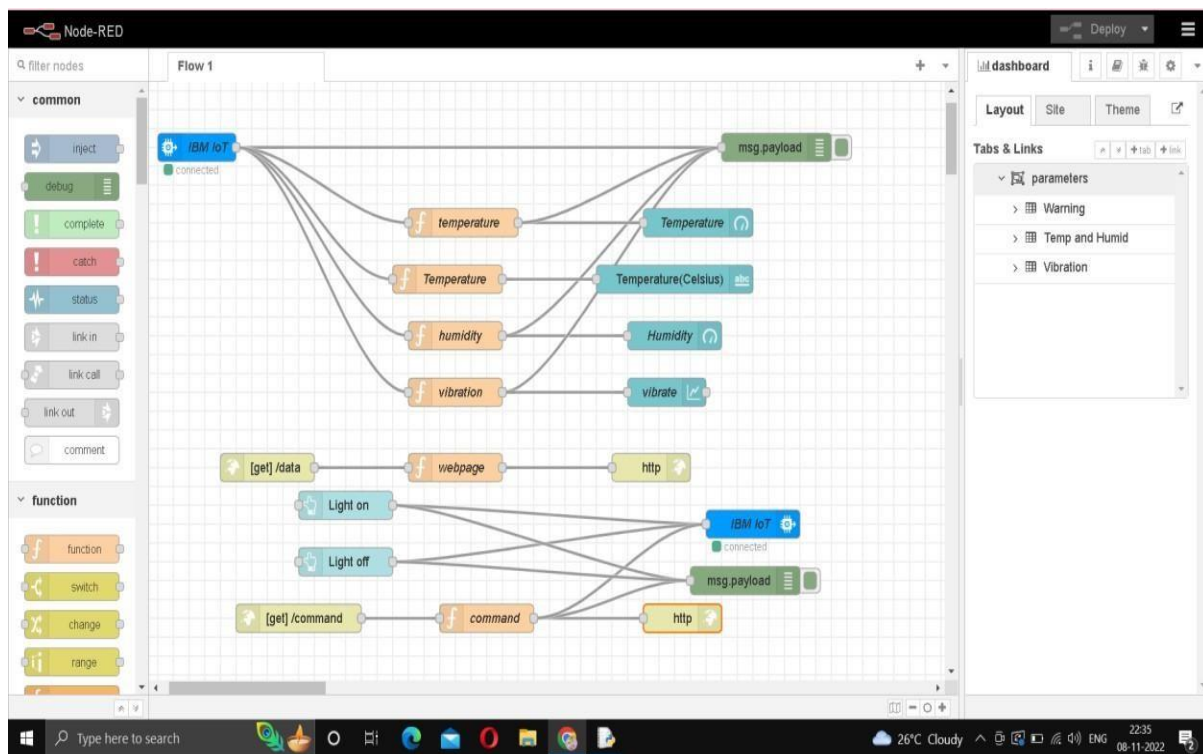 Node-RED
Deploy
filter nodes
Flow 1
dashboard
i
common
Layout
Site
Theme
inject
IBM IoT
msg.payload
Tabs & Links
tab
link
connected
debug
parameters
temperature
Temperature
Warning
complete
Temp and Humid
catch
Temperature
Temperature(Celsius)
abc
Vibration
status
link in
humidity
Humidity
link call
vibration
vibrate
link out
comment
[get] /data
webpage
http
function
Light on
IBM IoT
connected
function
Light off
msg.payload
switch
change
[get] /command
command
http
range
Type here to search
26°C Cloudy
ENG
22:35
08-11-2022
2